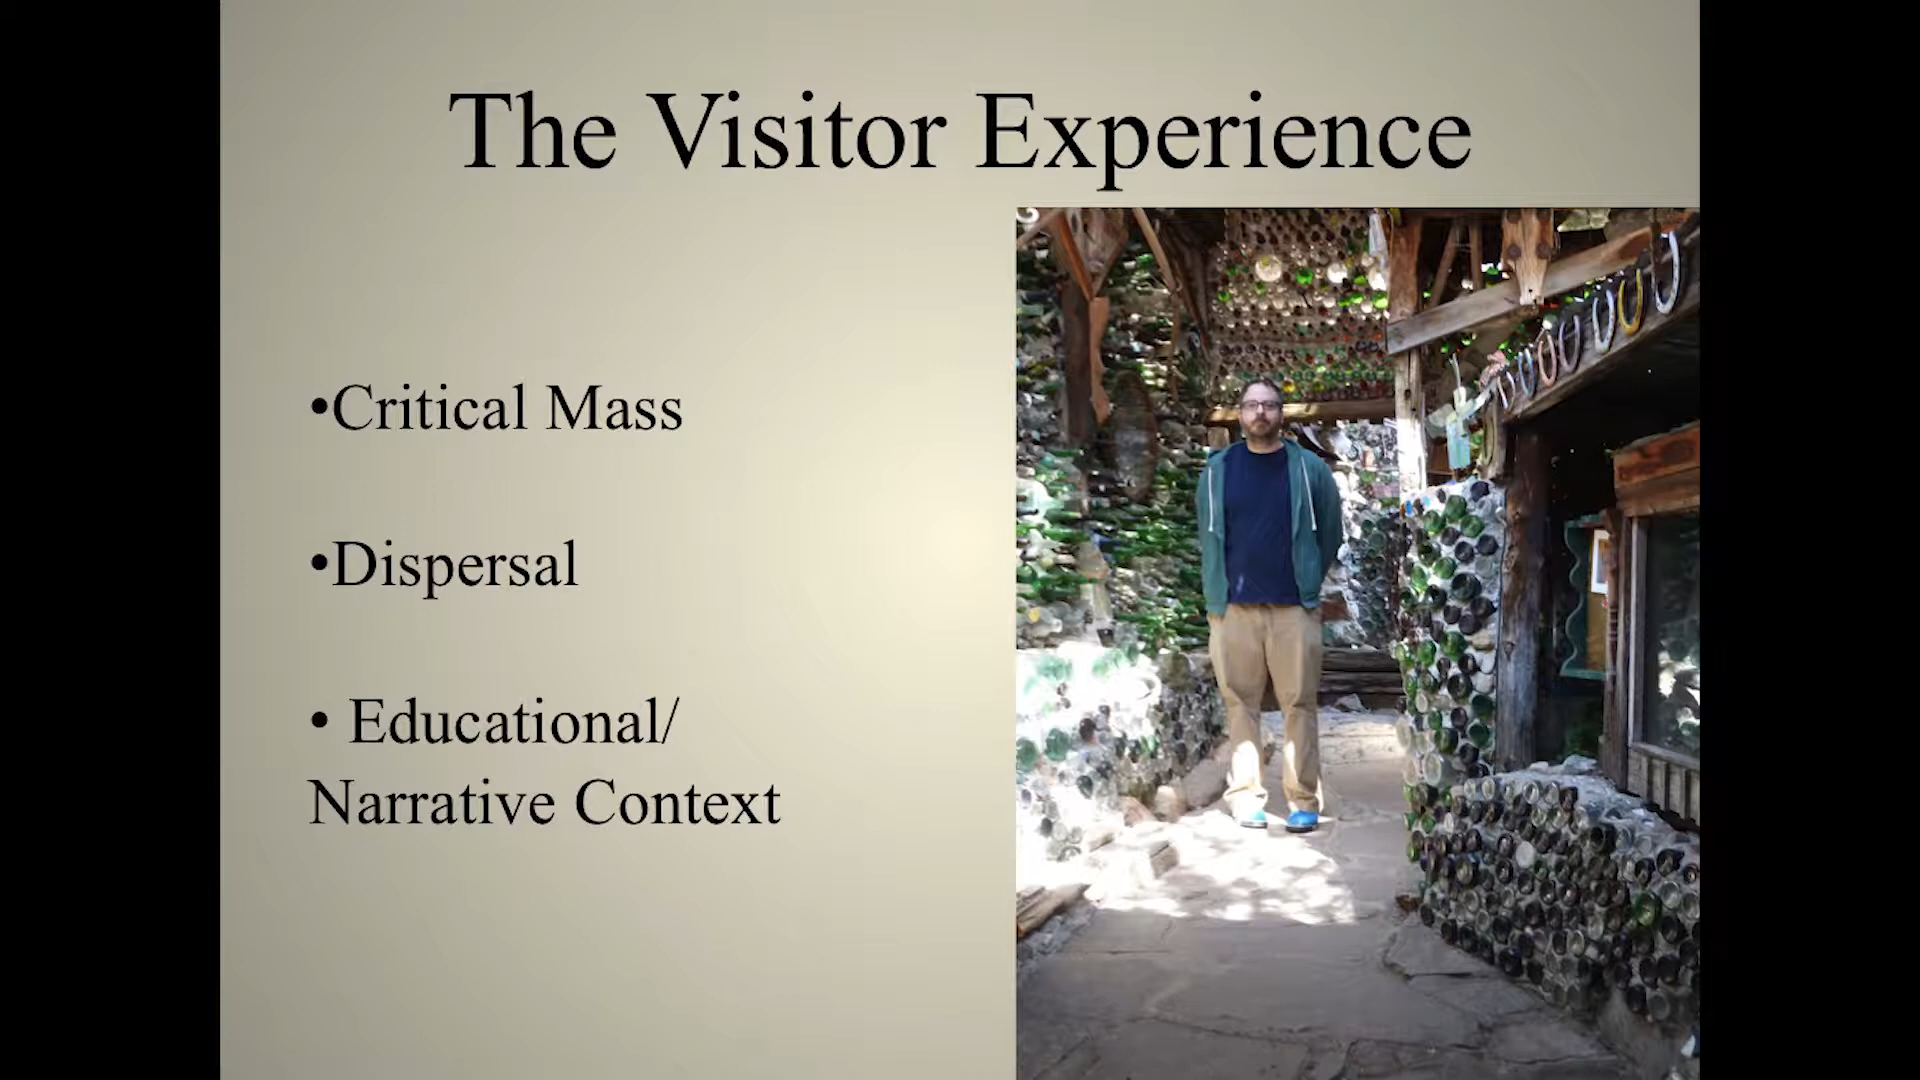 The Visitor Experience
•Critical Mass
•Dispersal
• Educational/
Narrative Context